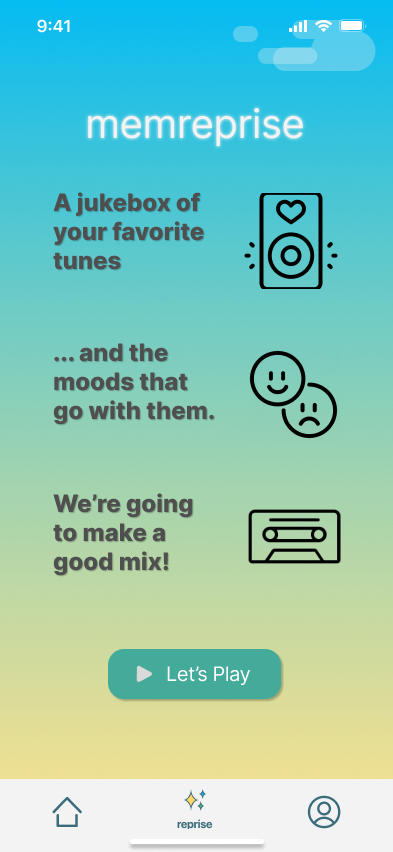 9:41
memreprise
A jukebox of
your favorite
tunes
... and the
moods that
go with them.
We’re going
to make a
good mix!
Let’s Play
reprise